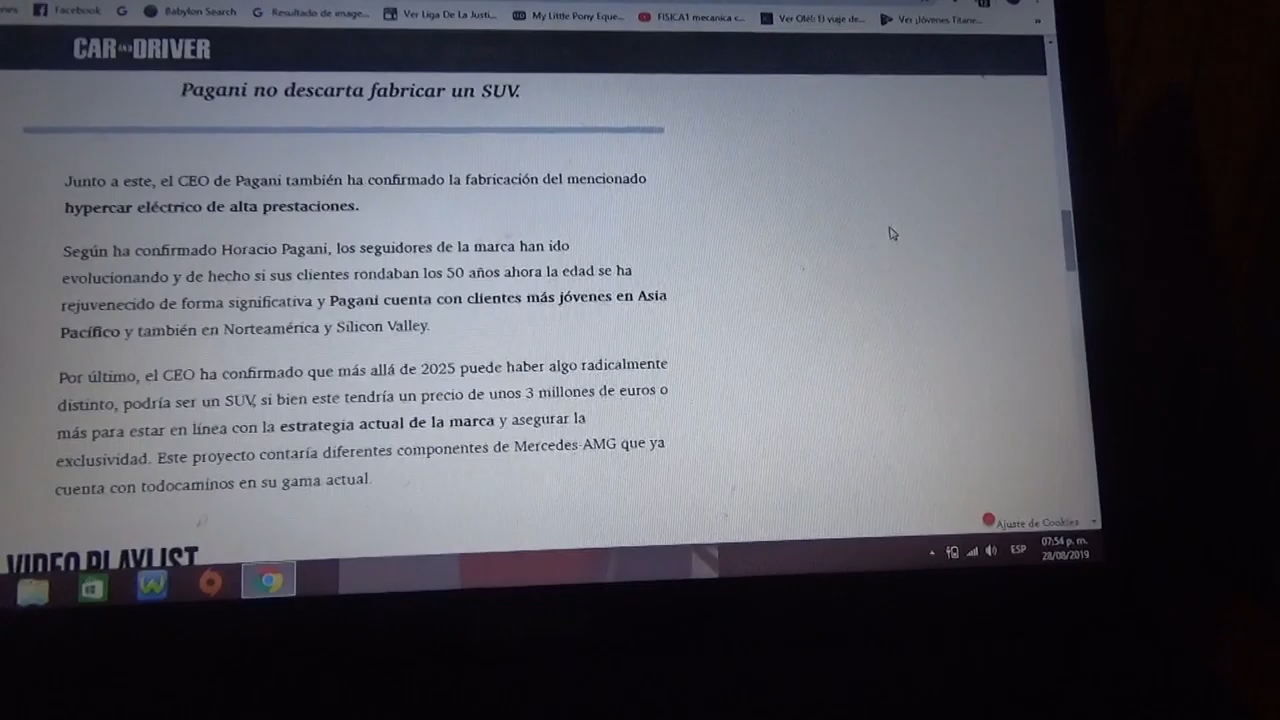 Facebook
Babylon Search
Resultado de image...
Ver Liga De La Justi...
My Little Pony Eque...
FISICA1 mecanica c...
Ver Olé!: El viaje de...
Ver Jóvenes Titane...
»
CAR AND DRIVER
Pagani no descarta fabricar un SUV.
Junto a este, el CEO de Pagani también ha confirmado la fabricación del mencionado
hypercar eléctrico de alta prestaciones.
Según ha confirmado Horacio Pagani, los seguidores de la marca han ido
evolucionando y de hecho si sus clientes rondaban los 50 años ahora la edad se ha
rejuvenecido de forma significativa y Pagani cuenta con clientes más jóvenes en Asia
Pacífico y también en Norteamérica y Silicon Valley.
Por último, el CEO ha confirmado que más allá de 2025 puede haber algo radicalmente
distinto, podría ser un SUV, si bien este tendría un precio de unos 3 millones de euros o
más para estar en línea con la estrategia actual de la marca y asegurar la
exclusividad. Este proyecto contaría diferentes componentes de Mercedes-AMG que ya
cuenta con todocaminos en su gama actual.
Ajuste de Cookies
VIDEO PLAYLIST
ESP
07:54 p. m.
28/08/2019